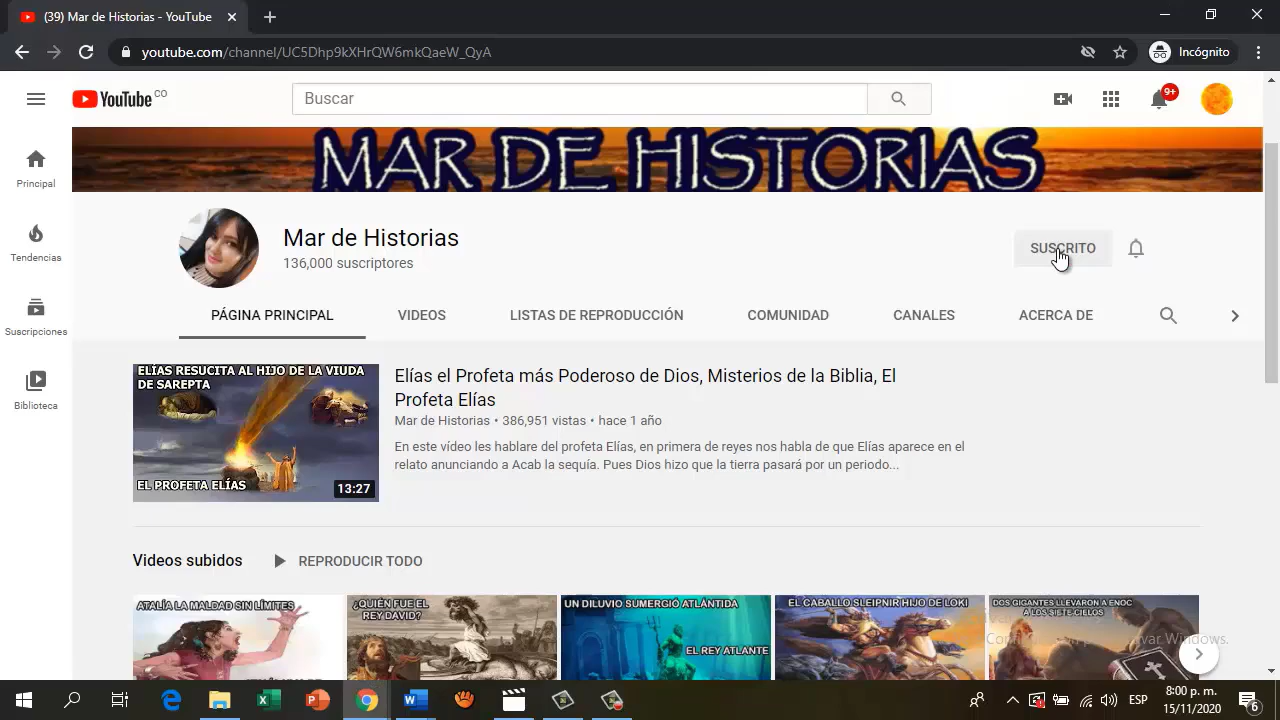 (39) Mar de Historias - YouTube
youtube.com/channel/UC5Dhp9kXHrQW6mkQaeW_QyA
Incógnito
YouTube CO
Buscar
9+
Principal
Tendencias
Suscripciones
Biblioteca
MAR DE HISTORIAS
Mar de Historias
136,000 suscriptores
SUSCRITO
PÁGINA PRINCIPAL
VIDEOS
LISTAS DE REPRODUCCIÓN
COMUNIDAD
CANALES
ACERCA DE
ELÍAS RESUCITA AL HIJO DE LA VIUDA
DE SAREPTA
EL PROFETA ELÍAS
13:27
Elías el Profeta más Poderoso de Dios, Misterios de la Biblia, El
Profeta Elías
Mar de Historias • 386,951 vistas • hace 1 año
En este vídeo les hablare del profeta Elías, en primera de reyes nos habla de que Elías aparece en el
relato anunciando a Acab la sequía. Pues Dios hizo que la tierra pasará por un periodo...
Videos subidos
REPRODUCIR TODO
ATALÍA LA MALDAD SIN LÍMITES
¿QUIÉN FUE EL
REY DAVID?
UN DILUVIO SUMERGIÓ ATLÁNTIDA
EL REY ATLANTE
EL CABALLO SLEIPNIR HIJO DE LOKI
DOS GIGANTES LLEVARON A ENOC
A LOS SIETE CIELOS
Windows.
ESP
8:00 p. m.
15/11/2020
6